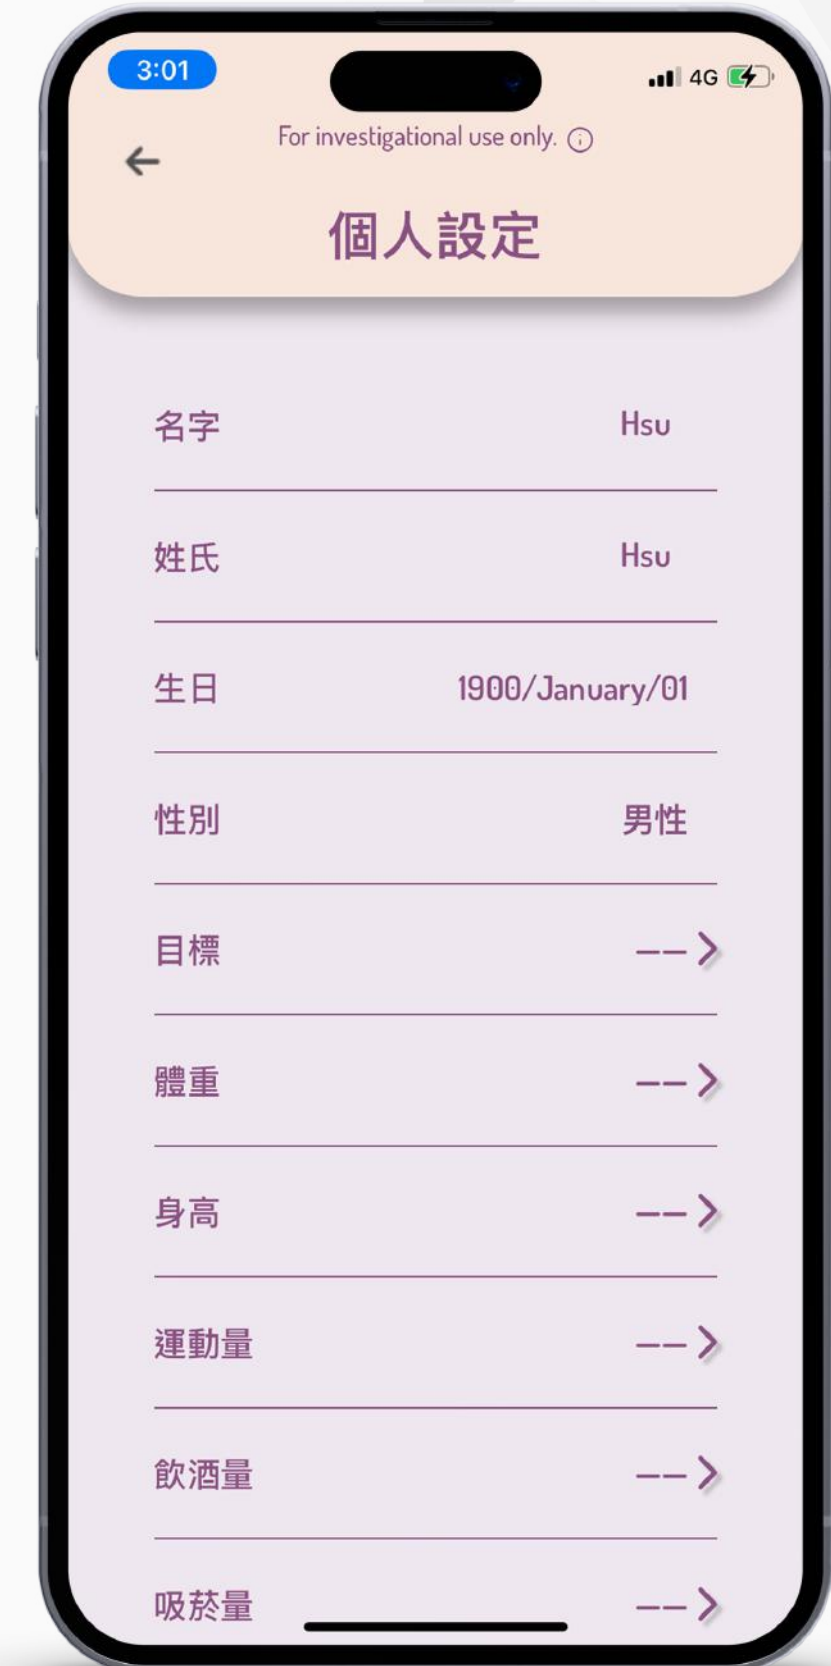 3:01
4G
For investigational use only.
個人設定
名字 Hsu
姓氏 Hsu
生日 1900/January/01
性別 男性
目標 --
體重 --
身高 --
運動量 --
飲酒量 --
吸菸量 --